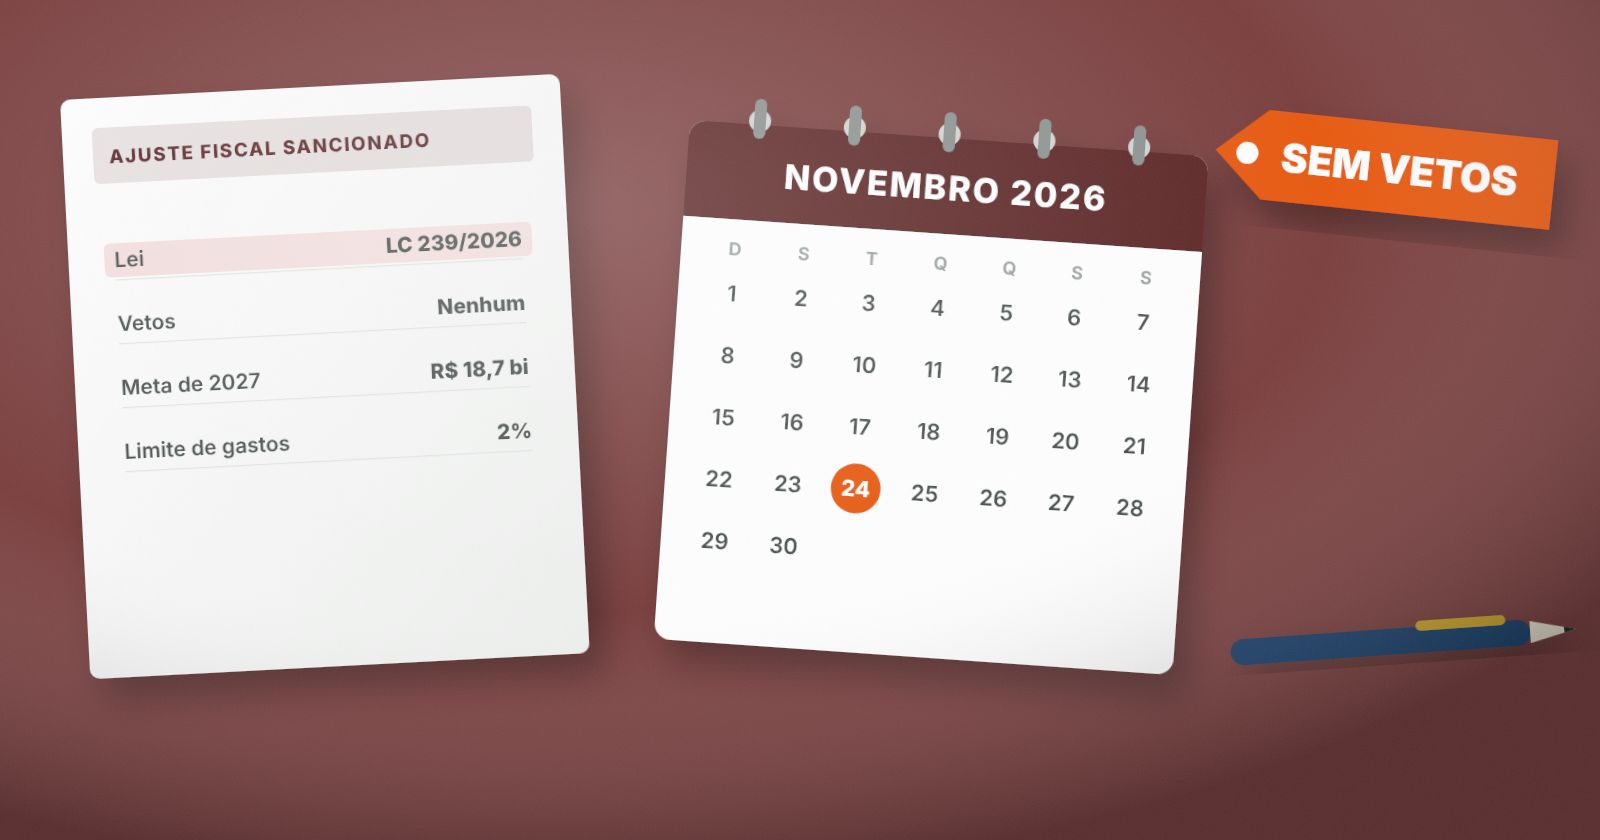 AJUSTE FISCAL SANCIONADO
Lei LC 239/2026
Vetos Nenhum
Meta de 2027 R$ 18,7 bi
Limite de gastos 2%
NOVEMBRO 2026
D S T Q Q S S
1 2 3 4 5 6 7
8 9 10 11 12 13 14
15 16 17 18 19 20 21
22 23 24 25 26 27 28
29 30
SEM VETOS